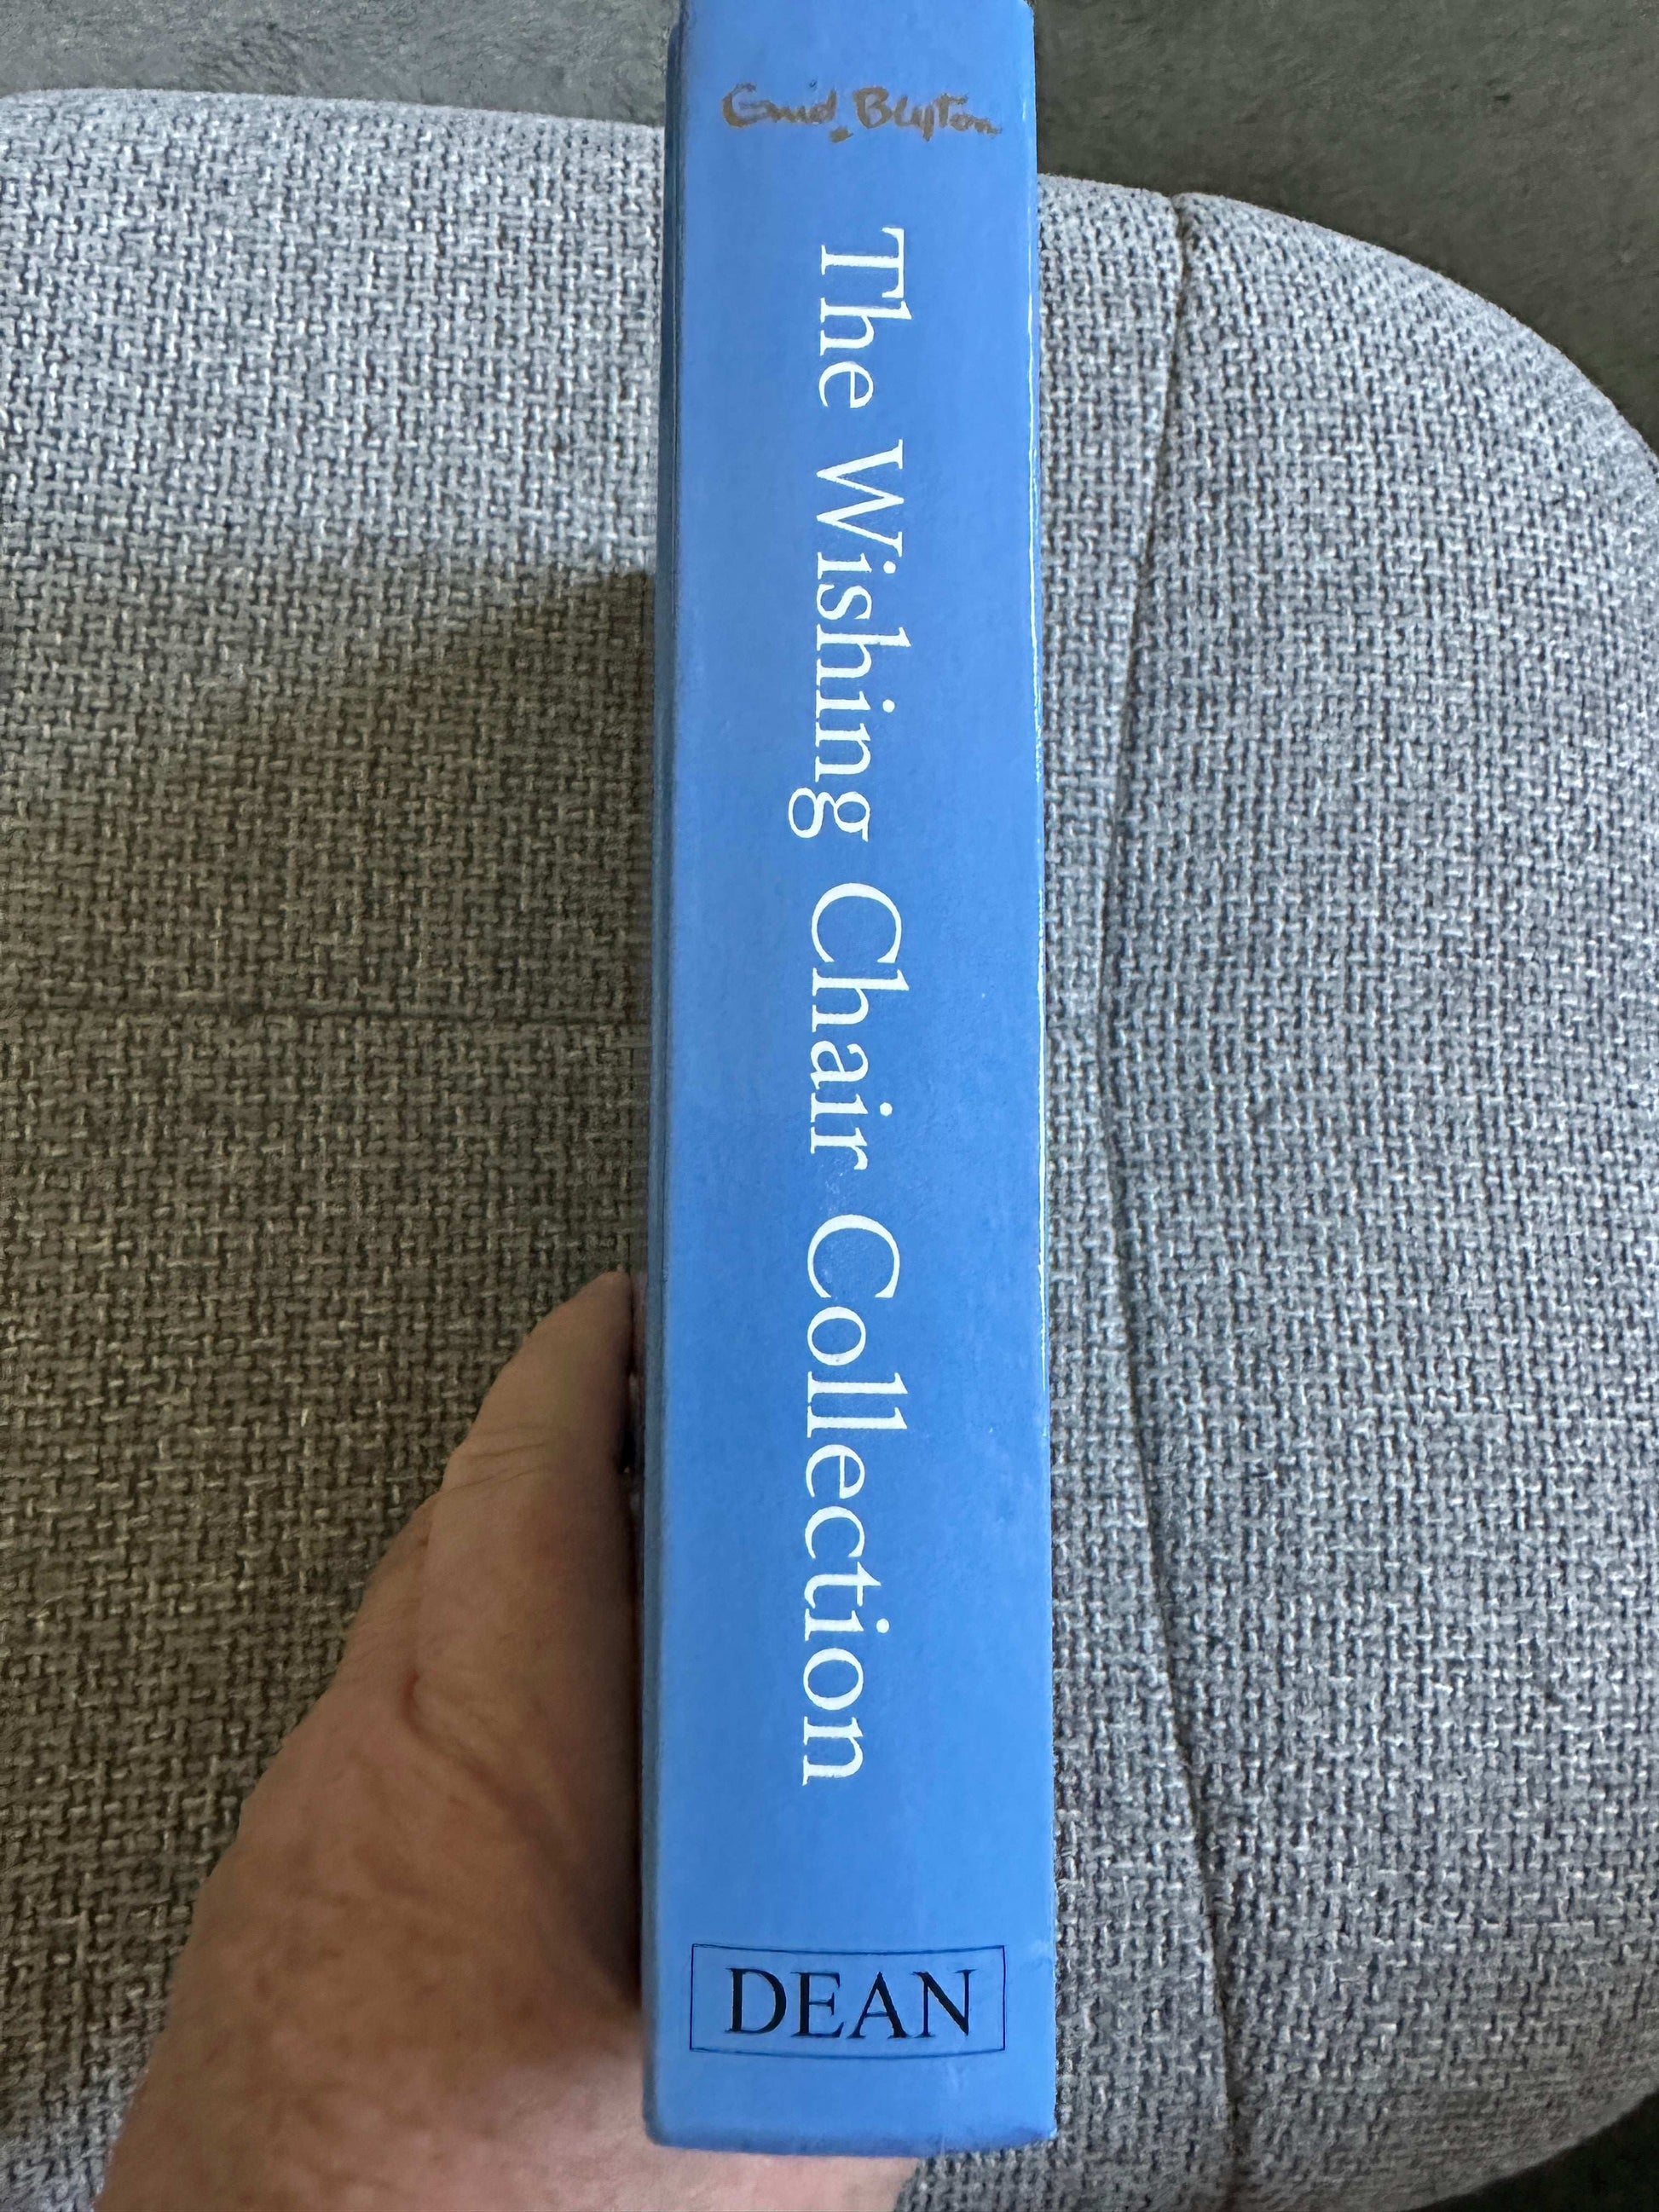 Enid Blyton
The Wishing Chair Collection
DEAN